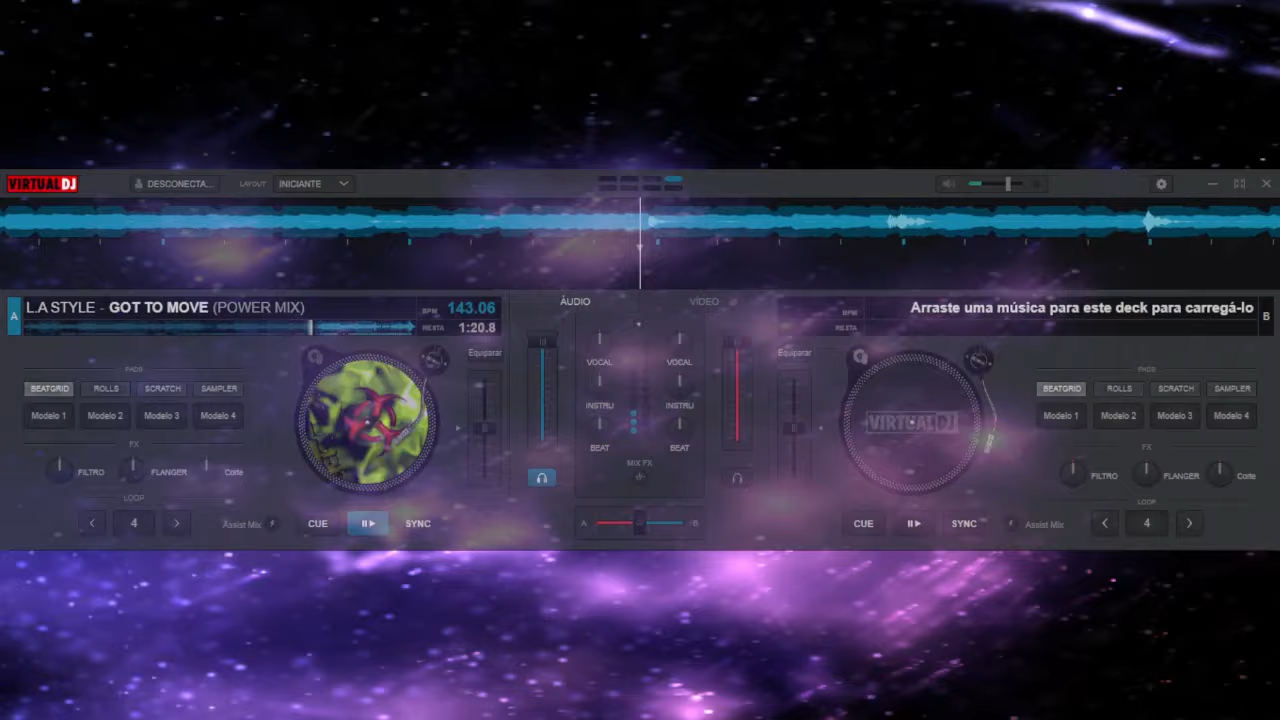 VIRTUALDJ DESCONECTA... LAYOUT INICIANTE
A L.A STYLE - GOT TO MOVE (POWER MIX) BPM 143.06
RESTA 1:20.8
ÁUDIO VÍDEO
BPM Arraste uma música para este deck para carregá-lo B
RESTA
Equiparar Equiparar
VOCAL VOCAL
PADS PADS
BEATGRID ROLLS SCRATCH SAMPLER BEATGRID ROLLS SCRATCH SAMPLER
INSTRU INSTRU
Modelo 1 Modelo 2 Modelo 3 Modelo 4 VIRTUALDJ Modelo 1 Modelo 2 Modelo 3 Modelo 4
FX BEAT BEAT FX
MIX FX
FILTRO FLANGER Corte FILTRO FLANGER Corte
LOOP LOOP
4 Assist Mix CUE SYNC A B CUE SYNC Assist Mix 4